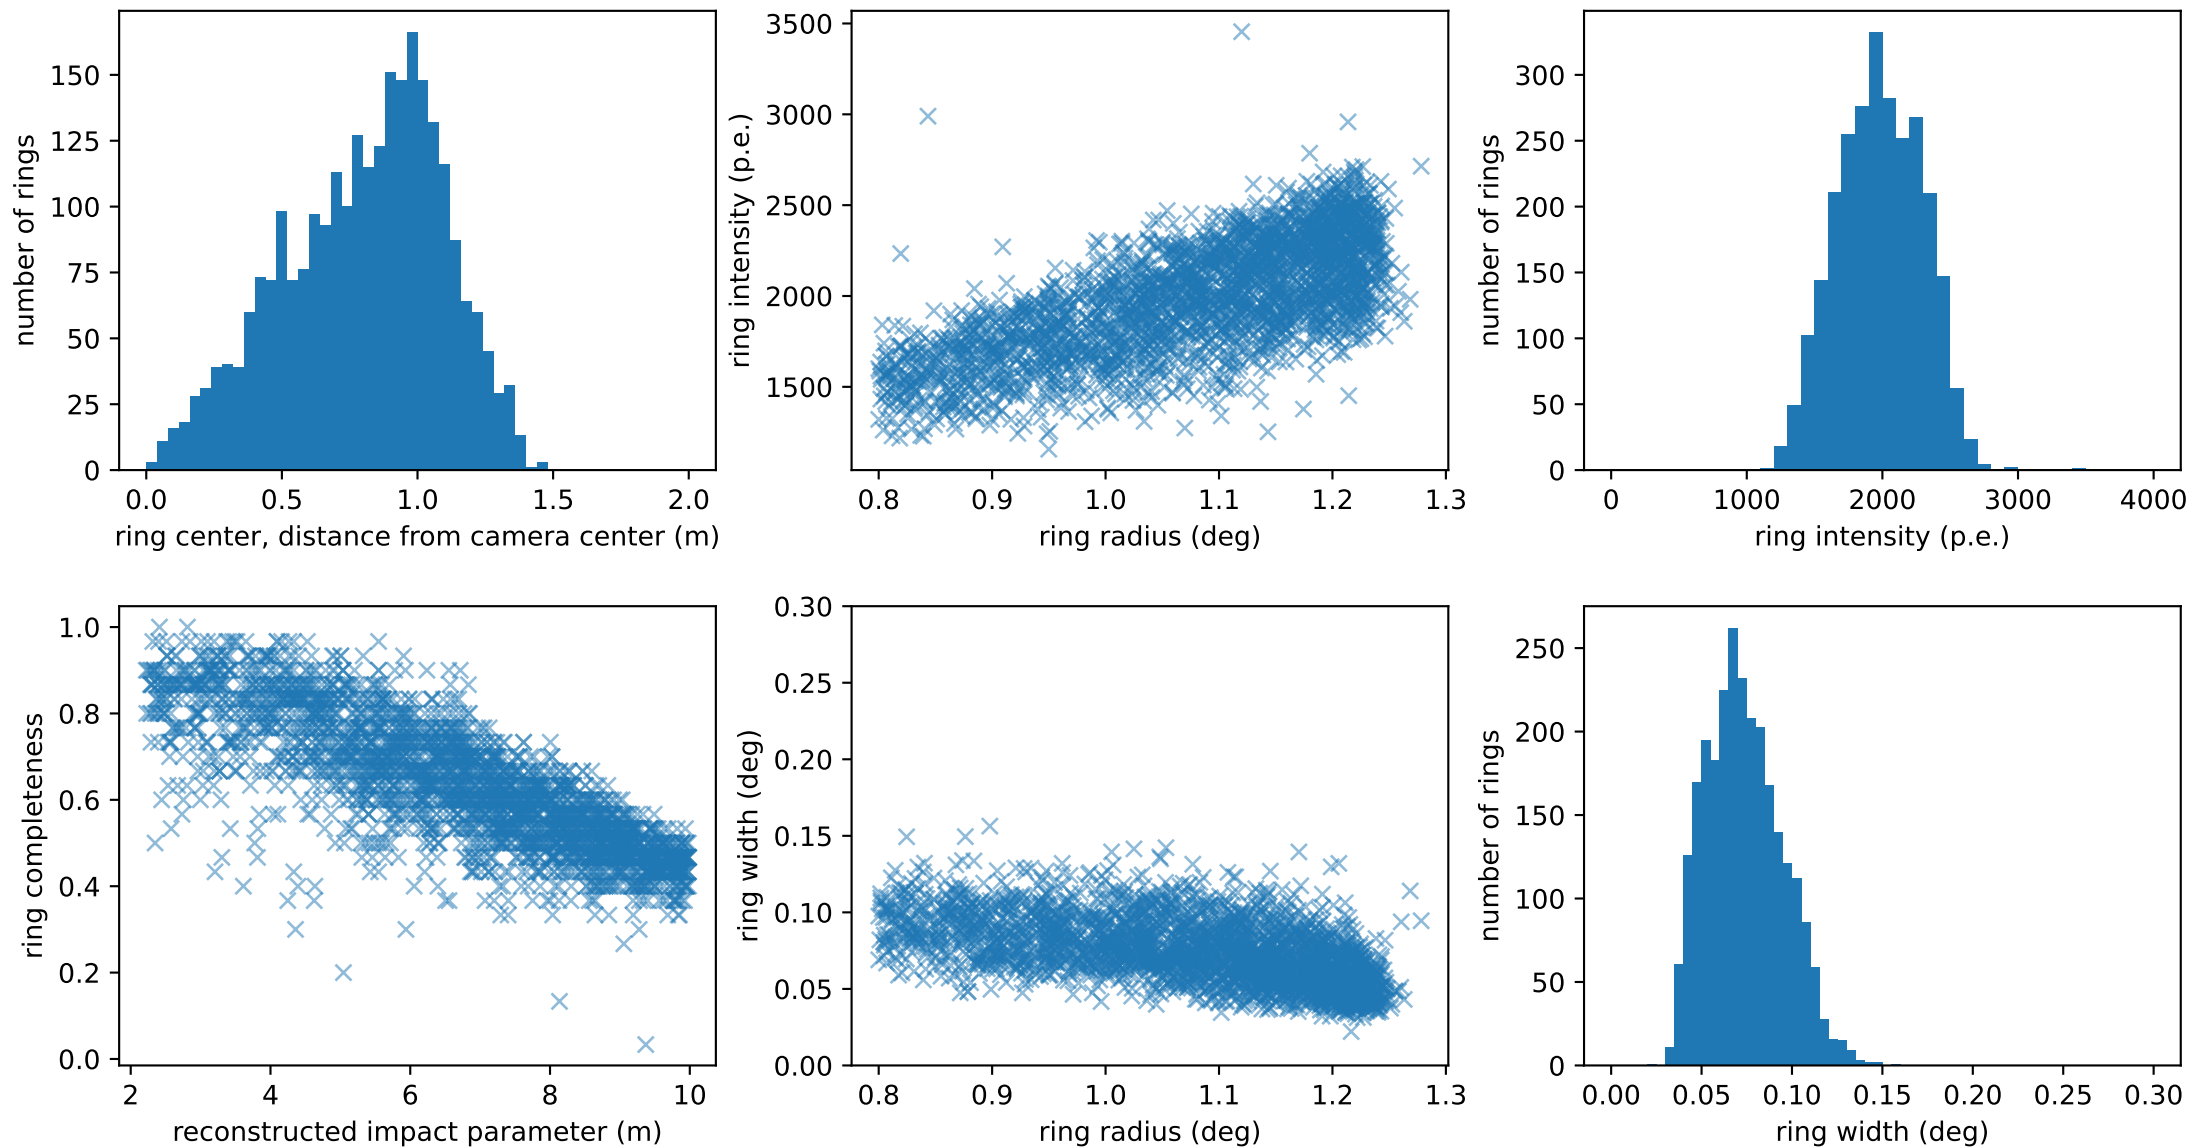 number of rings
150
125
100
75
50
25
0
0.0 0.5 1.0 1.5 2.0
ring center, distance from camera center (m)
ring intensity (p.e.)
3500
3000
2500
2000
1500
0.8 0.9 1.0 1.1 1.2 1.3
ring radius (deg)
number of rings
300
250
200
150
100
50
0
0 1000 2000 3000 4000
ring intensity (p.e.)
ring completeness
1.0
0.8
0.6
0.4
0.2
0.0
2 4 6 8 10
reconstructed impact parameter (m)
ring width (deg)
0.30
0.25
0.20
0.15
0.10
0.05
0.00
0.8 0.9 1.0 1.1 1.2 1.3
ring radius (deg)
number of rings
250
200
150
100
50
0
0.00 0.05 0.10 0.15 0.20 0.25 0.30
ring width (deg)